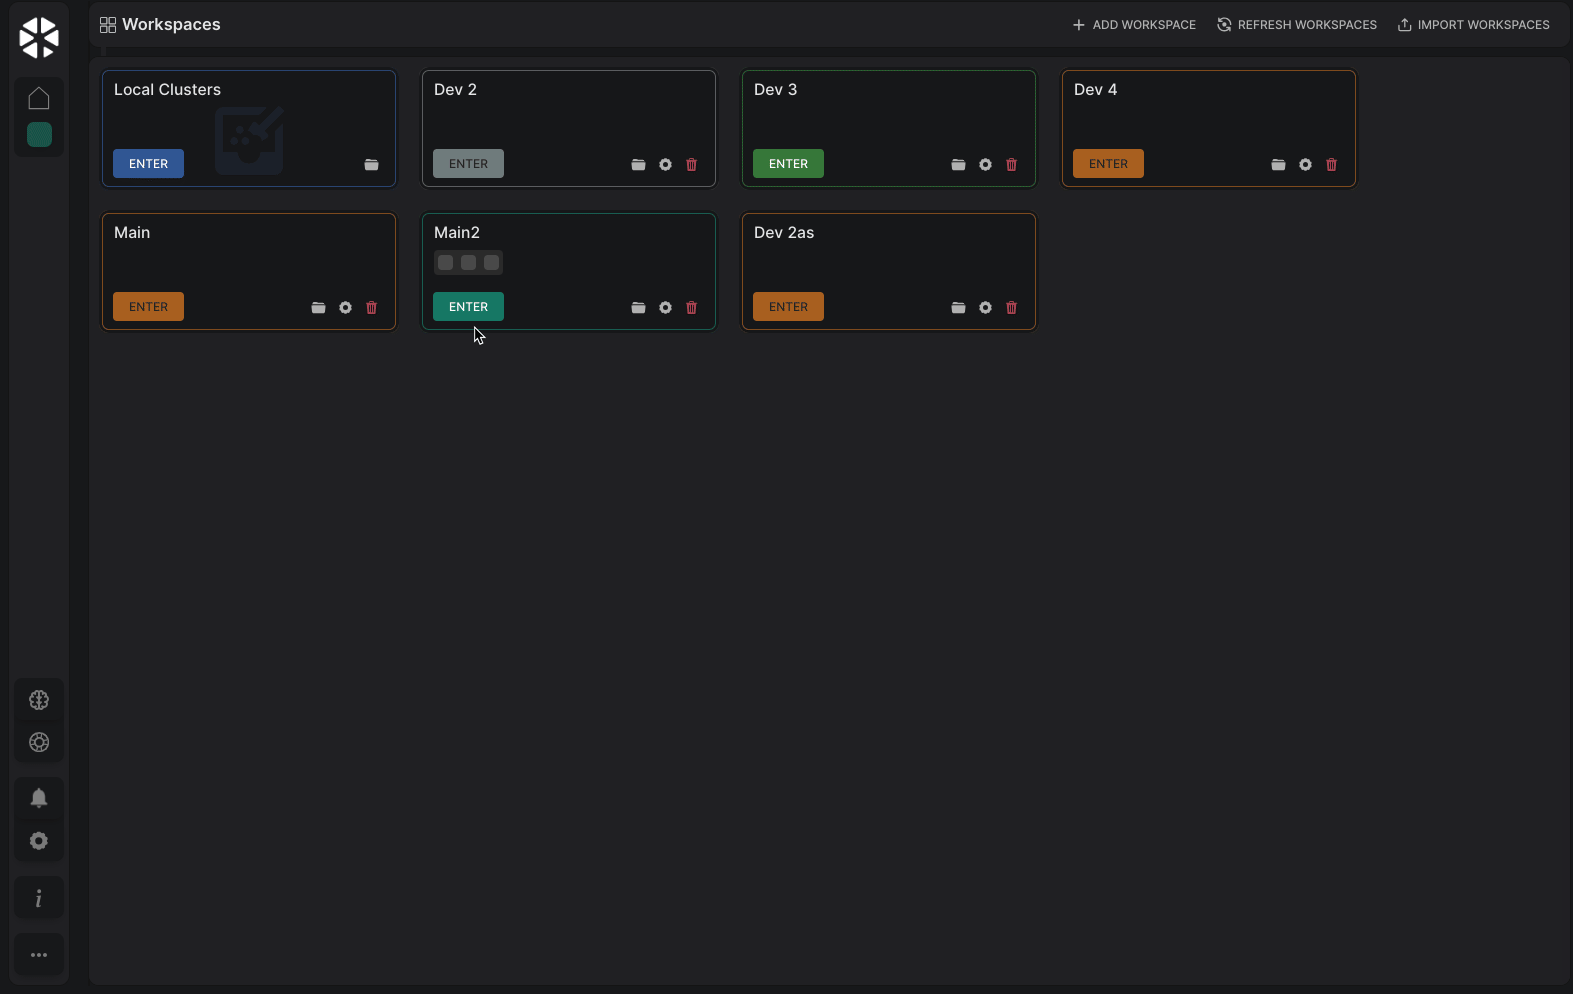 Workspaces
ADD WORKSPACE
REFRESH WORKSPACES
IMPORT WORKSPACES
Local Clusters
ENTER
Dev 2
ENTER
Dev 3
ENTER
Dev 4
ENTER
Main
ENTER
Main2
ENTER
Dev 2as
ENTER
i